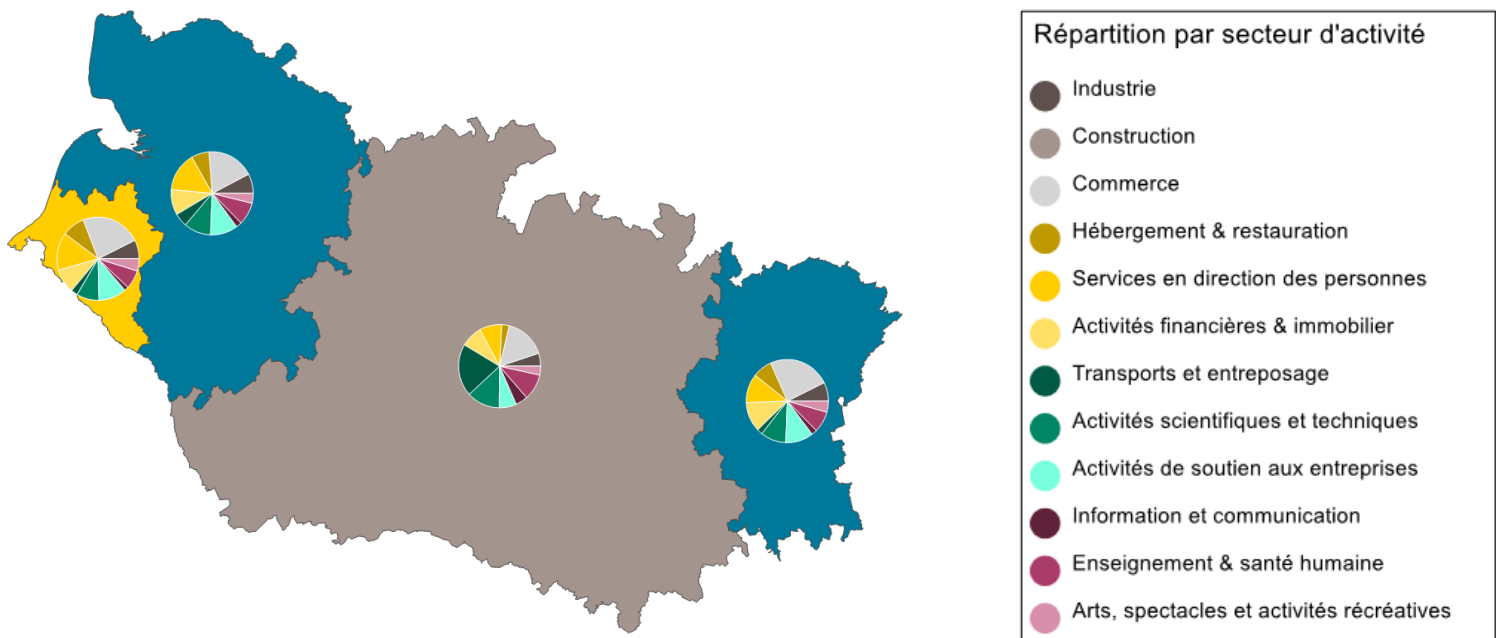 Répartition par secteur d'activité
Industrie
Construction
Commerce
Hébergement & restauration
Services en direction des personnes
Activités financières & immobilier
Transports et entreposage
Activités scientifiques et techniques
Activités de soutien aux entreprises
Information et communication
Enseignement & santé humaine
Arts, spectacles et activités récréatives